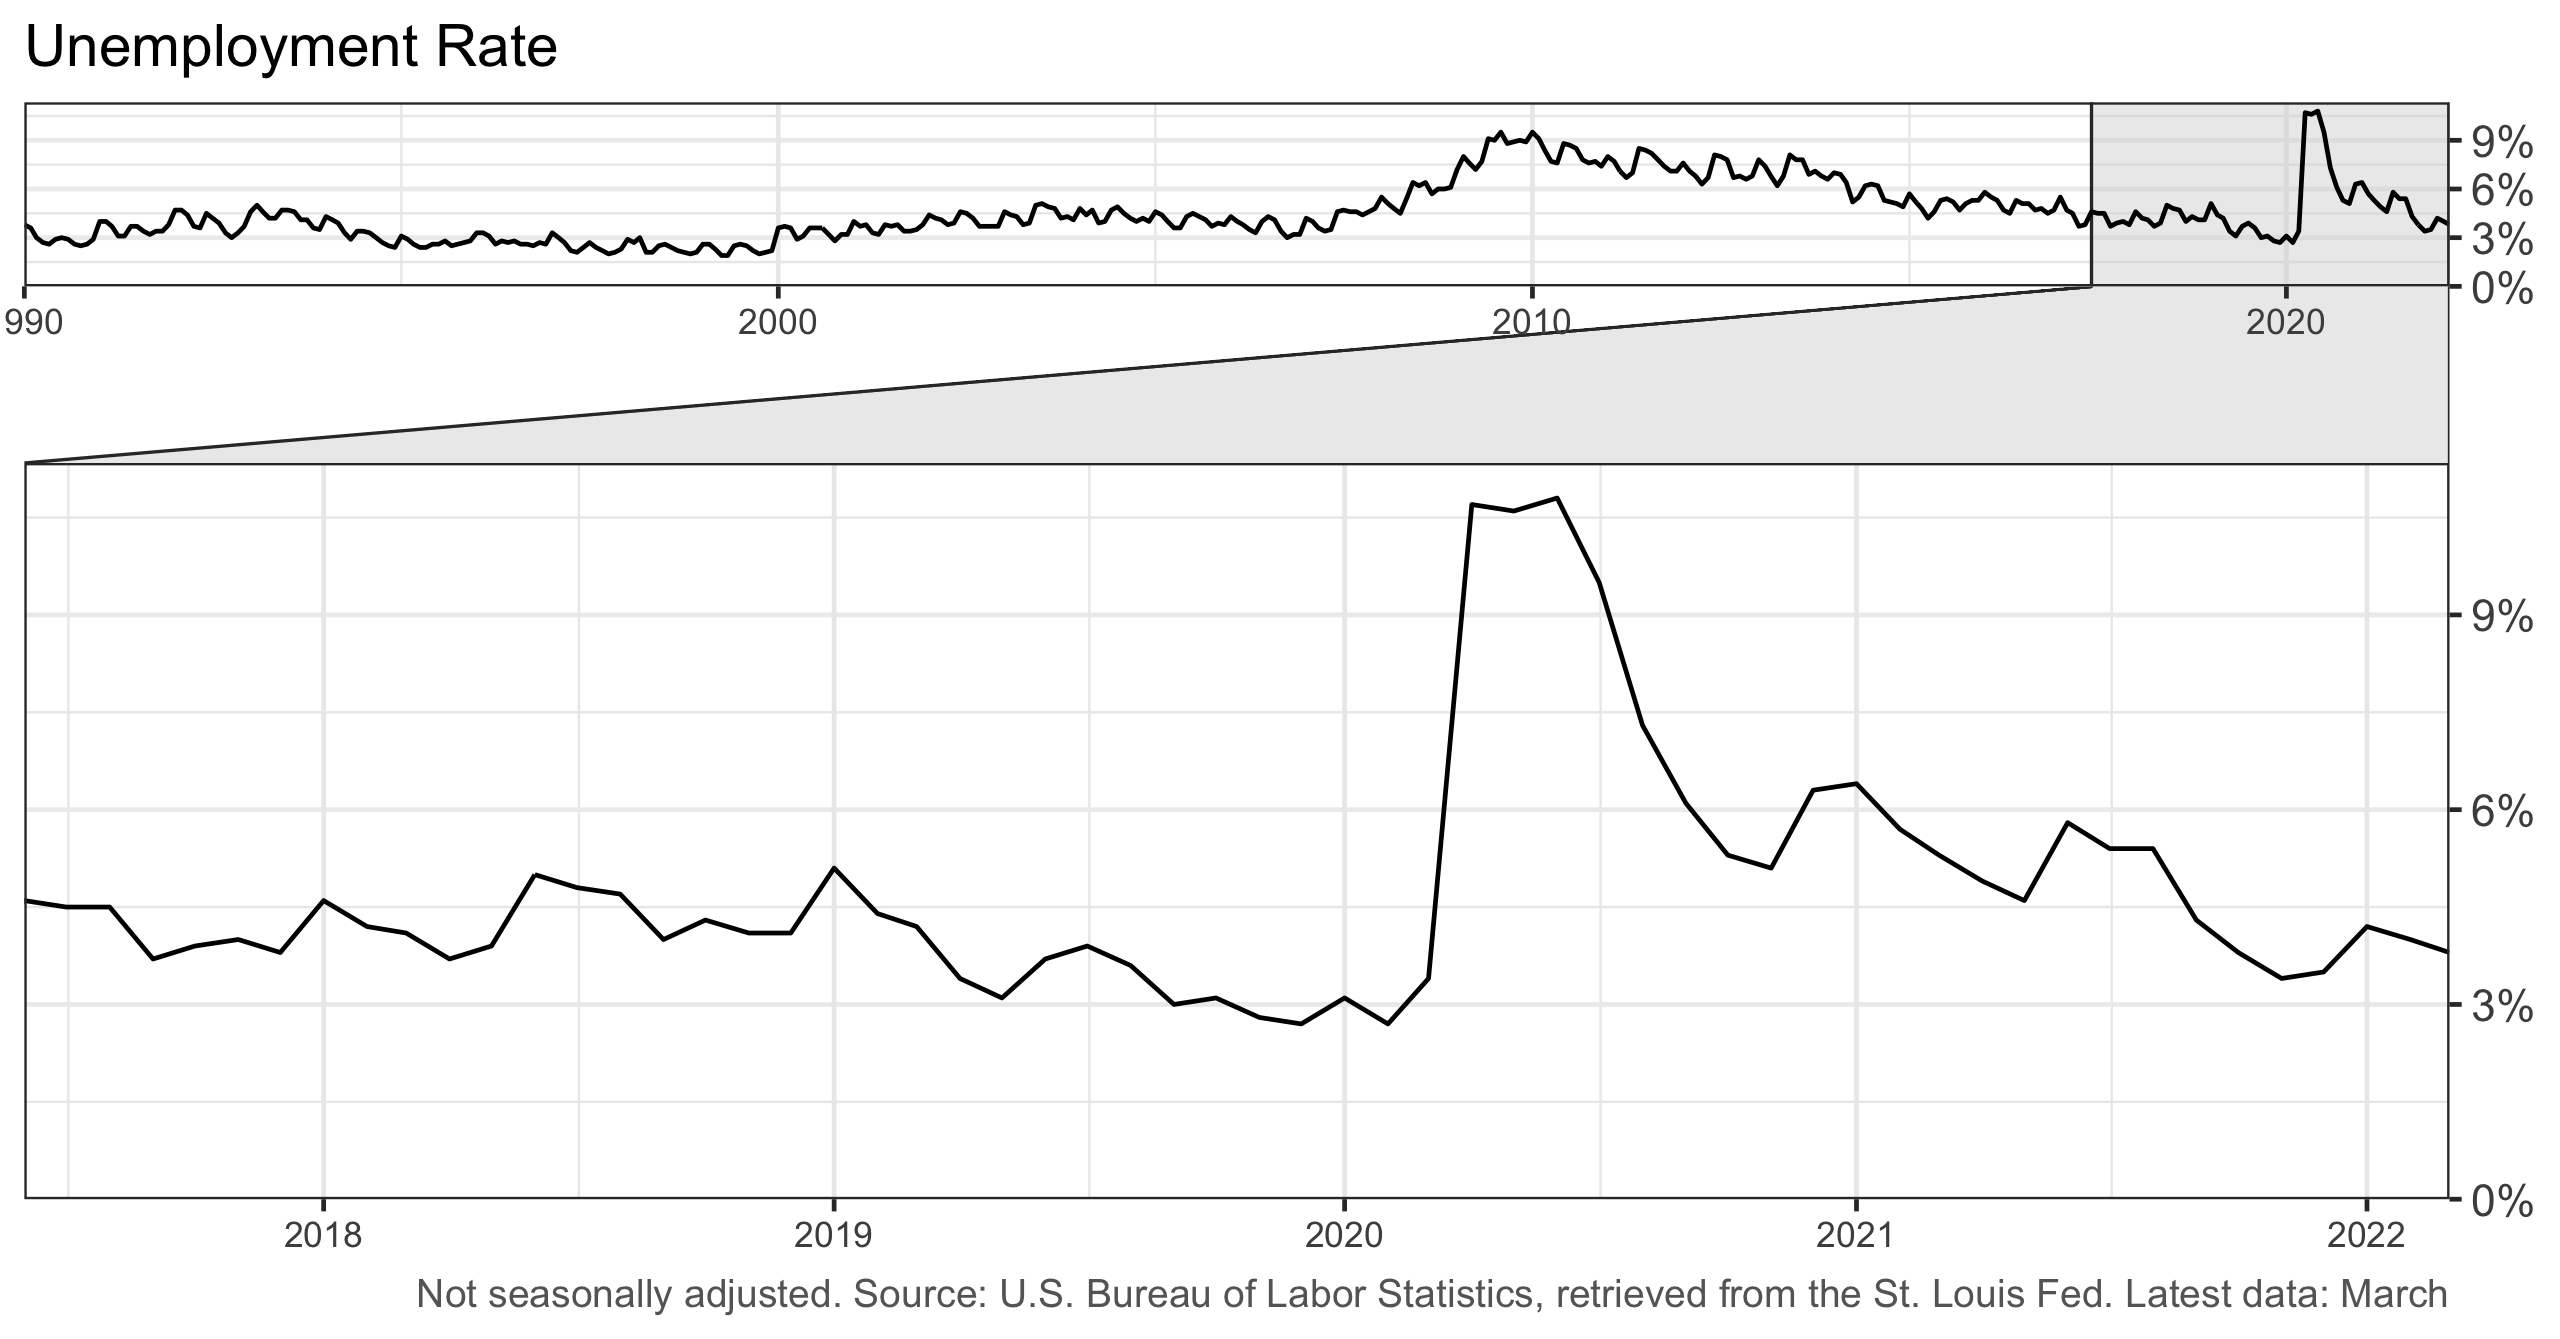 Unemployment Rate
9%
6%
3%
0%
990 2000 2010 2020
9%
6%
3%
0%
2018 2019 2020 2021 2022
Not seasonally adjusted. Source: U.S. Bureau of Labor Statistics, retrieved from the St. Louis Fed. Latest data: March